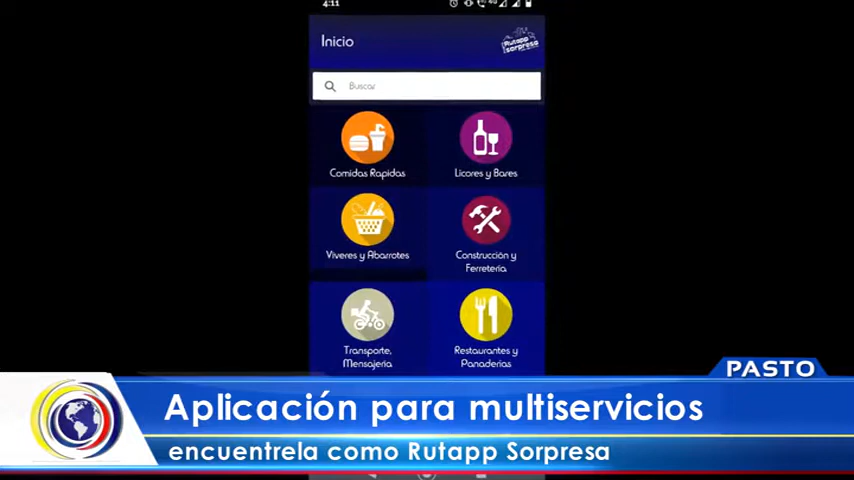 4:11
Inicio
Rutapp
sorpresa
Buscar
Comidas Rapidas
Licores y Bares
Viveres y Abarrotes
Construcción y
Ferretería
Transporte,
Mensajeria
Restaurantes y
Panaderias
PASTO
Aplicación para multiservicios
encuentrela como Rutapp Sorpresa